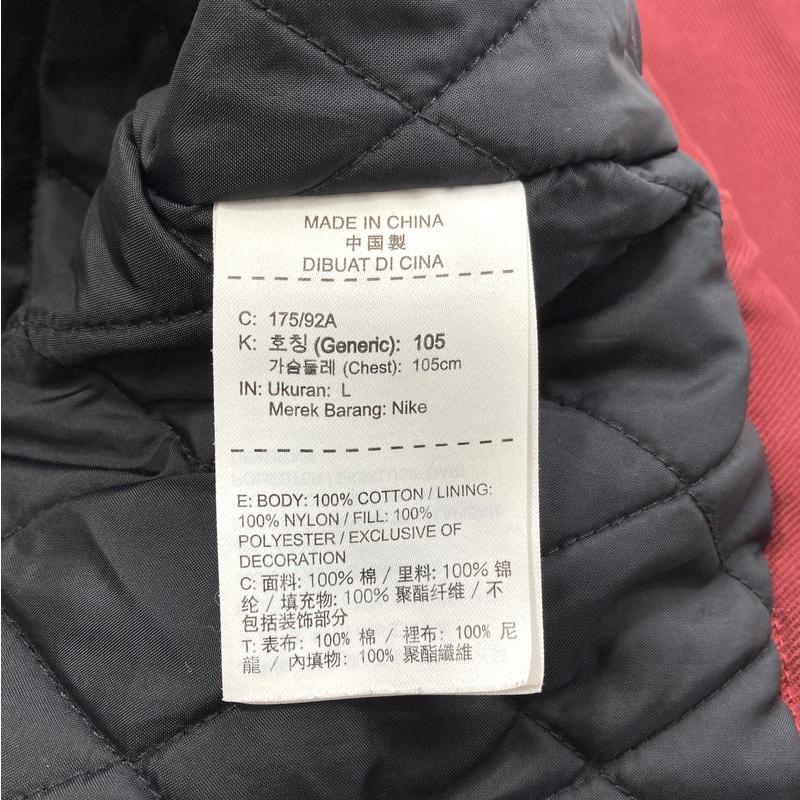 MADE IN CHINA
中国製
DIBUAT DI CINA
C: 175/92A
K: 호칭 (Generic): 105
가슴둘레 (Chest): 105cm
IN: Ukuran: L
Merek Barang: Nike
E: BODY: 100% COTTON / LINING:
100% NYLON / FILL: 100%
POLYESTER / EXCLUSIVE OF
DECORATION
C: 面料: 100% 棉 / 里料: 100% 锦
纶 / 填充物: 100% 聚酯纤维 / 不
包括装饰部分
T: 表布: 100% 棉 / 裡布: 100% 尼
龍 / 內填物: 100% 聚酯纖維